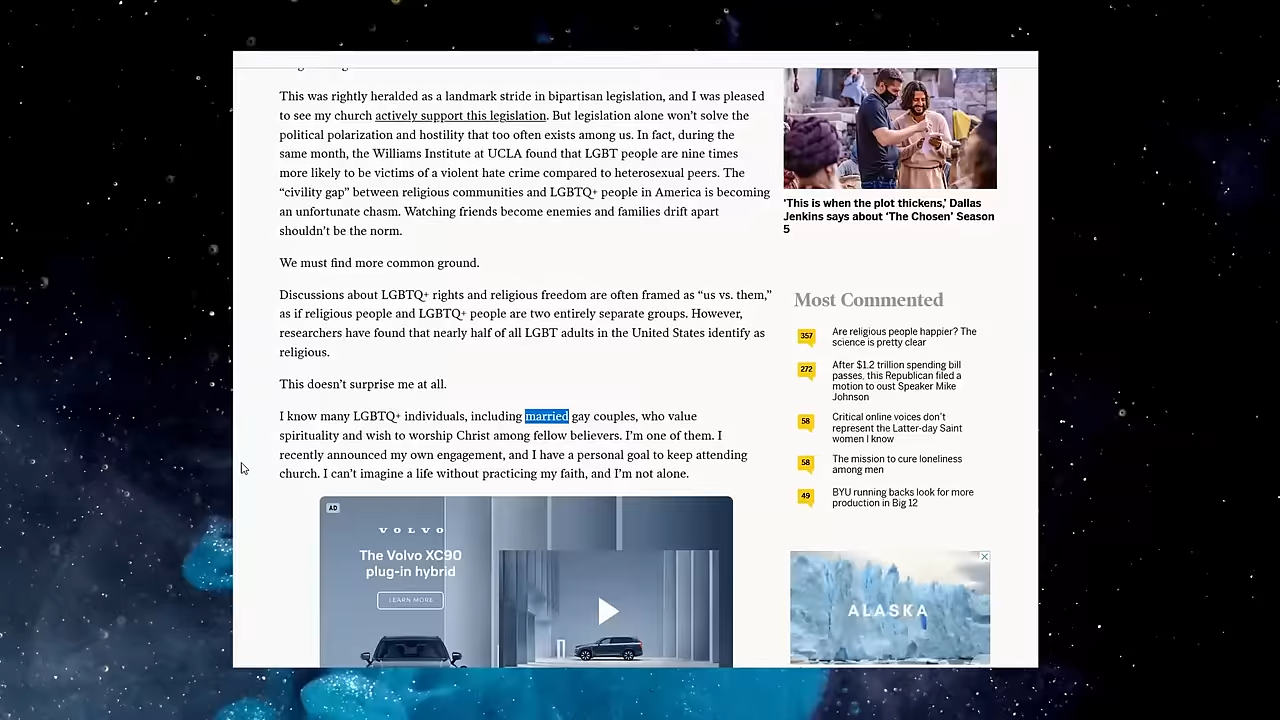 This was rightly heralded as a landmark stride in bipartisan legislation, and I was pleased
to see my church actively support this legislation. But legislation alone won’t solve the
political polarization and hostility that too often exists among us. In fact, during the
same month, the Williams Institute at UCLA found that LGBT people are nine times
more likely to be victims of a violent hate crime compared to heterosexual peers. The
“civility gap” between religious communities and LGBTQ+ people in America is becoming
an unfortunate chasm. Watching friends become enemies and families drift apart
shouldn’t be the norm.
We must find more common ground.
Discussions about LGBTQ+ rights and religious freedom are often framed as “us vs. them,”
as if religious people and LGBTQ+ people are two entirely separate groups. However,
researchers have found that nearly half of all LGBT adults in the United States identify as
religious.
This doesn’t surprise me at all.
I know many LGBTQ+ individuals, including married gay couples, who value
spirituality and wish to worship Christ among fellow believers. I’m one of them. I
recently announced my own engagement, and I have a personal goal to keep attending
church. I can’t imagine a life without practicing my faith, and I’m not alone.
AD
VOLVO
The Volvo XC90
plug-in hybrid
LEARN MORE
‘This is when the plot thickens,’ Dallas
Jenkins says about ‘The Chosen’ Season
5
Most Commented
357
Are religious people happier? The
science is pretty clear
272
After $1.2 trillion spending bill
passes, this Republican filed a
motion to oust Speaker Mike
Johnson
58
Critical online voices don’t
represent the Latter-day Saint
women I know
58
The mission to cure loneliness
among men
49
BYU running backs look for more
production in Big 12
ALASKA